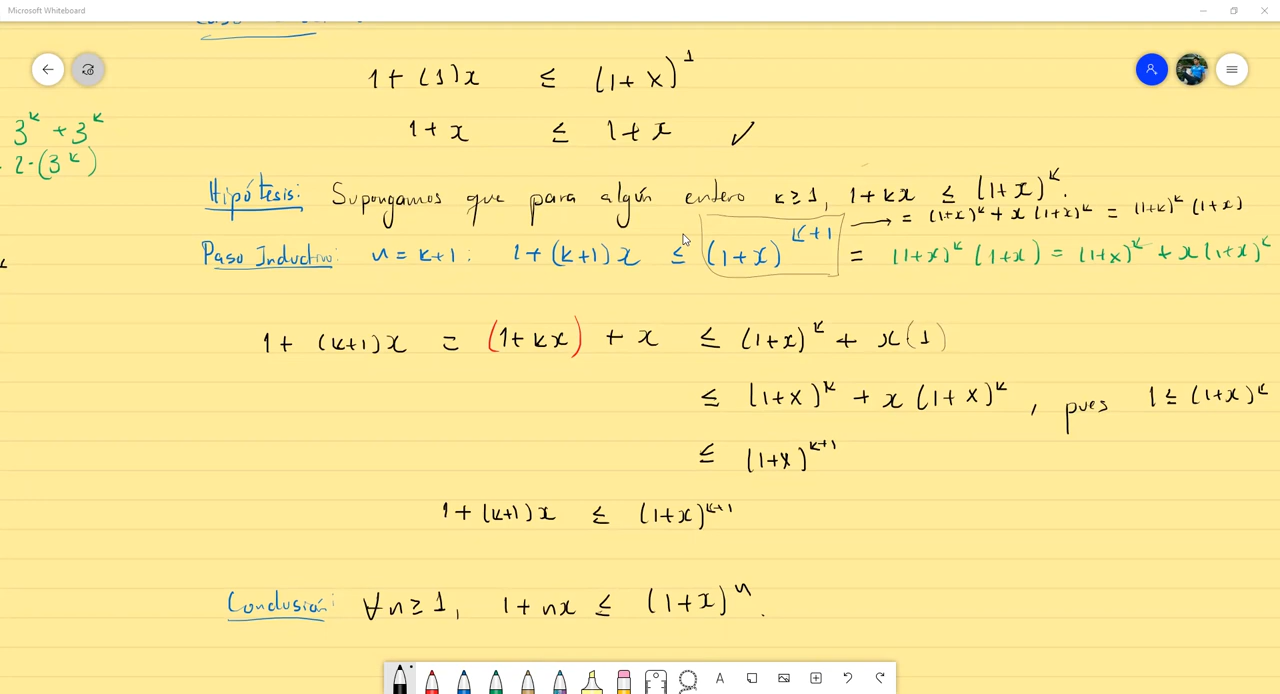 Microsoft Whiteboard
1 + (1)x ≤ (1+x)^1
1 + x ≤ 1 + x ✓
3^k + 3^k
2·(3^k)
Hipótesis: Supongamos que para algún entero k ≥ 1, 1 + kx ≤ (1+x)^k.
→ = (1+x)^k + x(1+x)^k = (1+k)^k (1+x)
Paso Inductivo: n = k+1: 1 + (k+1)x ≤ (1+x)^{k+1} = (1+x)^k (1+x) = (1+x)^k + x(1+x)^k
1 + (k+1)x = (1+kx) + x ≤ (1+x)^k + x(1)
≤ (1+x)^k + x(1+x)^k, pues 1 ≤ (1+x)^k
≤ (1+x)^{k+1}
1 + (k+1)x ≤ (1+x)^{k+1}
Conclusión: ∀n ≥ 1, 1 + nx ≤ (1+x)^n.
A